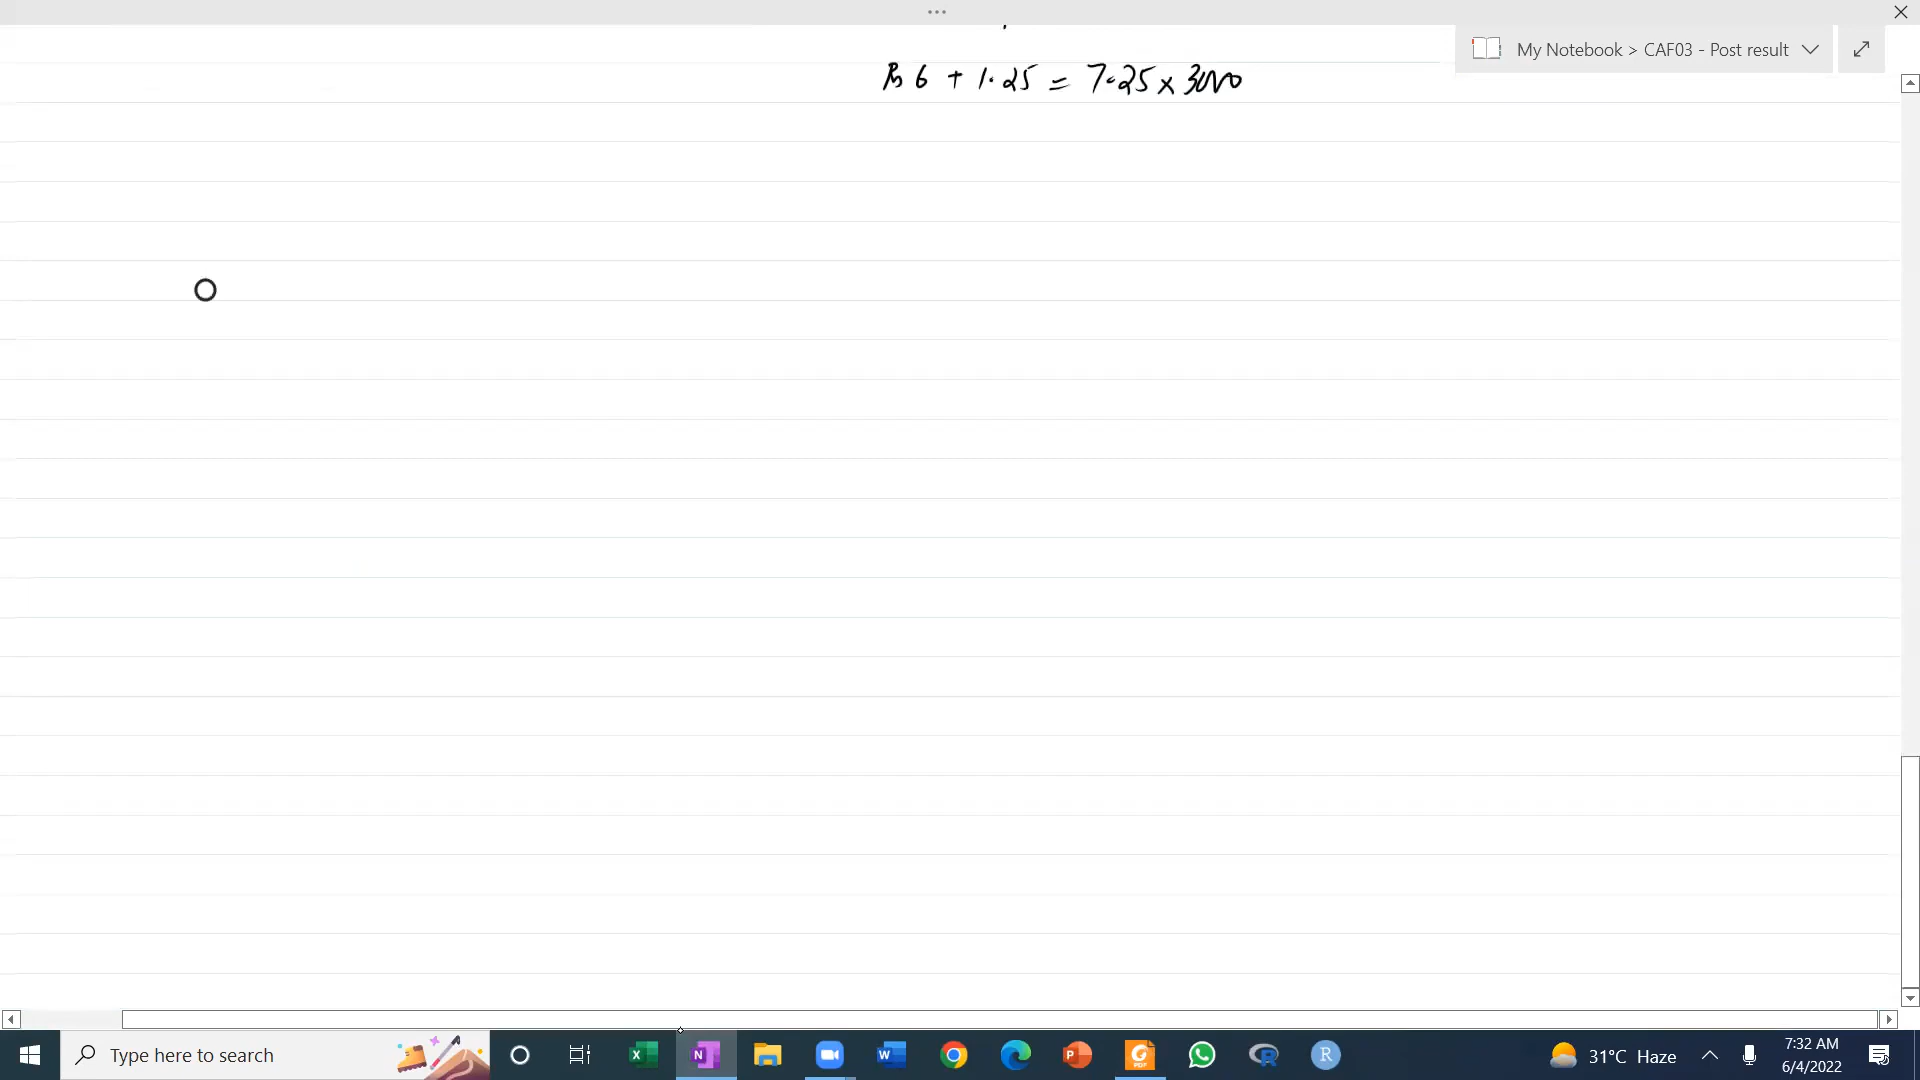 My Notebook > CAF03 - Post result
Rs 6 + 1.25 = 7.25 x 3000
O
Type here to search
31°C Haze
7:32 AM
6/4/2022